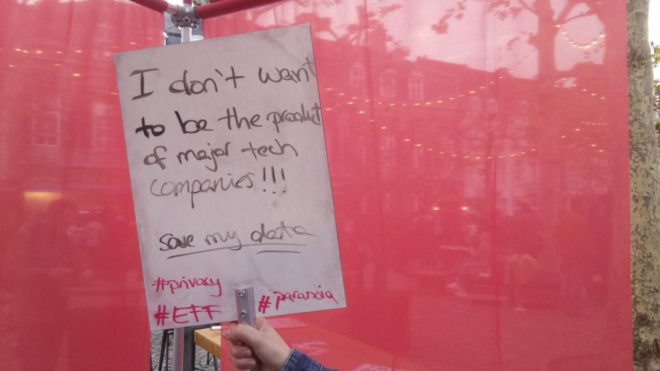 I don't want
to be the product
of major tech
companies!!!
save my data
#privacy
#EFF #paranoia